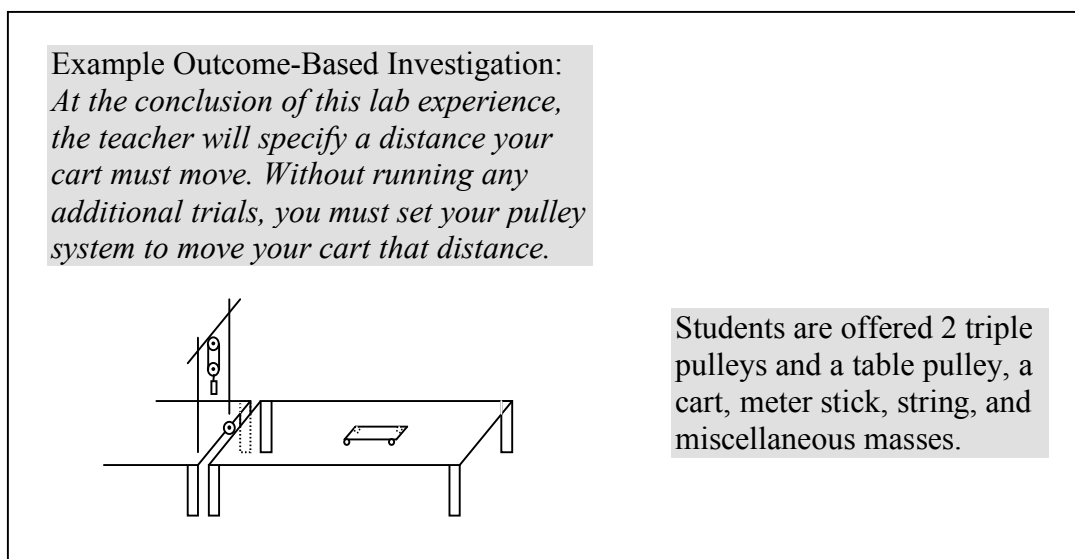 Example Outcome-Based Investigation:
At the conclusion of this lab experience,
the teacher will specify a distance your
cart must move. Without running any
additional trials, you must set your pulley
system to move your cart that distance.
Students are offered 2 triple
pulleys and a table pulley, a
cart, meter stick, string, and
miscellaneous masses.